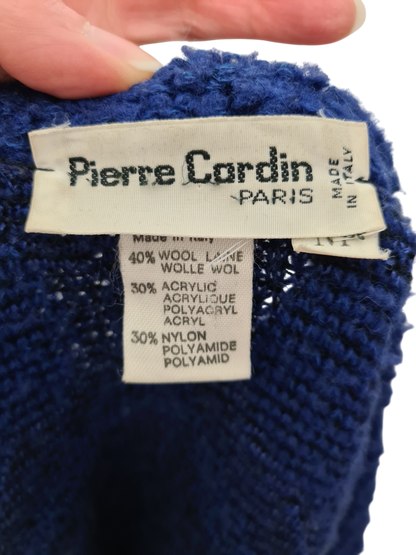 Pierre Cardin
PARIS
MADE
IN ITALY
Made in Italy
40% WOOL LAINE
WOLLE WOL
30% ACRYLIC
ACRYLIQUE
POLYACRYL
ACRYL
30% NYLON
POLYAMIDE
POLYAMID